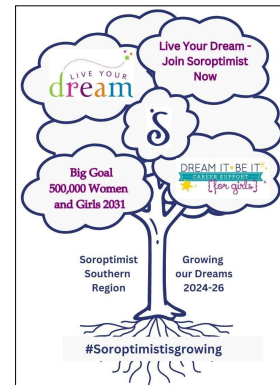 LIVE YOUR
dream
Live Your Dream -
Join Soroptimist
Now
S
Big Goal
500,000 Women
and Girls 2031
DREAM IT•BE IT
CAREER SUPPORT
{for girls}
Soroptimist
Southern
Region
Growing
our Dreams
2024-26
#Soroptimistisgrowing